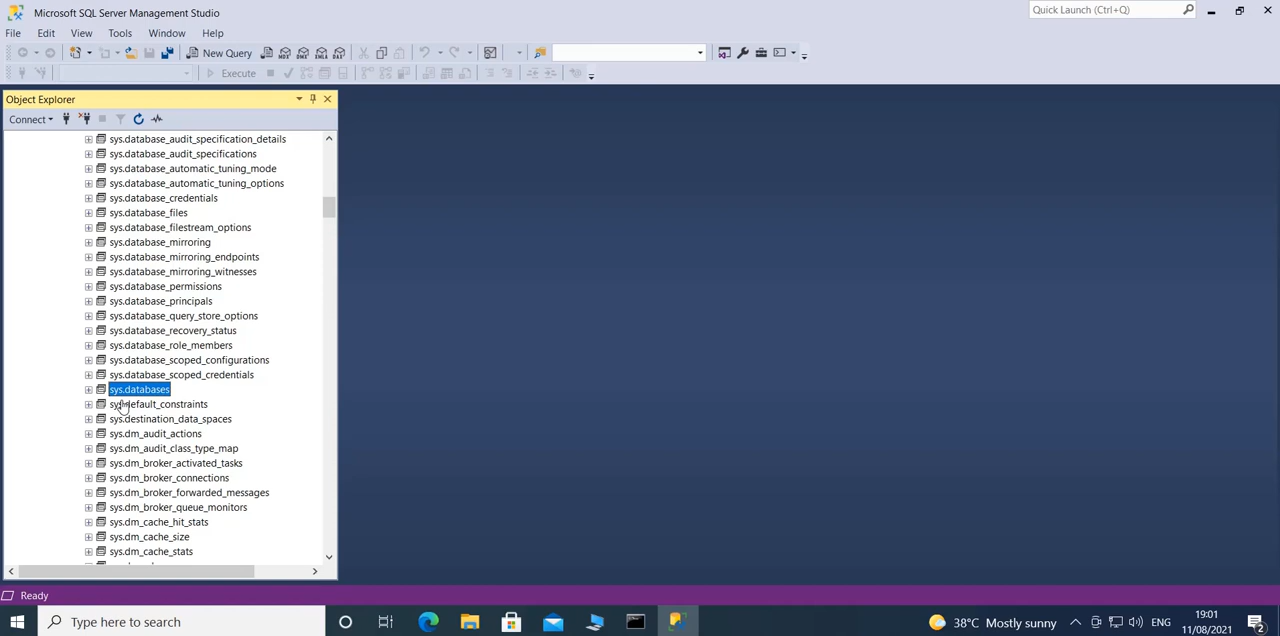 Microsoft SQL Server Management Studio
Quick Launch (Ctrl+Q)
File Edit View Tools Window Help
New Query
Execute
Object Explorer
Connect
sys.database_audit_specification_details
sys.database_audit_specifications
sys.database_automatic_tuning_mode
sys.database_automatic_tuning_options
sys.database_credentials
sys.database_files
sys.database_filestream_options
sys.database_mirroring
sys.database_mirroring_endpoints
sys.database_mirroring_witnesses
sys.database_permissions
sys.database_principals
sys.database_query_store_options
sys.database_recovery_status
sys.database_role_members
sys.database_scoped_configurations
sys.database_scoped_credentials
sys.databases
sys.default_constraints
sys.destination_data_spaces
sys.dm_audit_actions
sys.dm_audit_class_type_map
sys.dm_broker_activated_tasks
sys.dm_broker_connections
sys.dm_broker_forwarded_messages
sys.dm_broker_queue_monitors
sys.dm_cache_hit_stats
sys.dm_cache_size
sys.dm_cache_stats
Ready
Type here to search
38°C Mostly sunny
ENG
19:01
11/08/2021
2